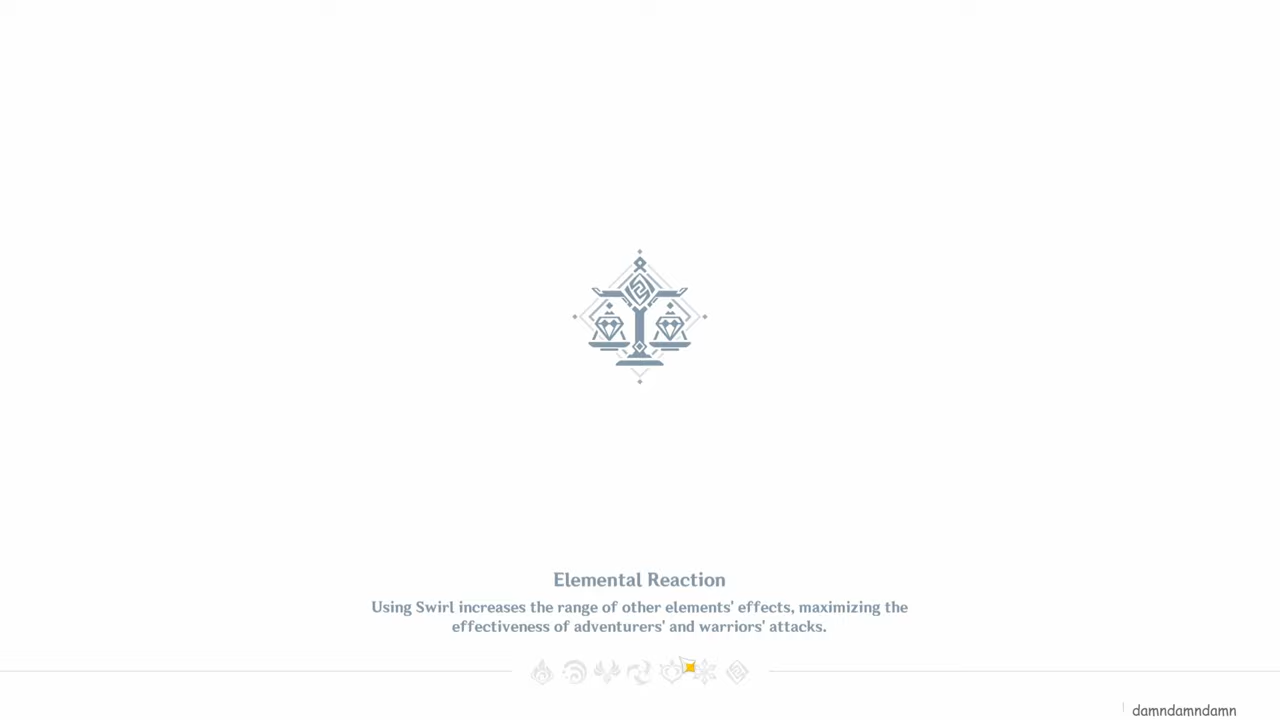 Elemental Reaction
Using Swirl increases the range of other elements' effects, maximizing the
effectiveness of adventurers' and warriors' attacks.
damndamndamn